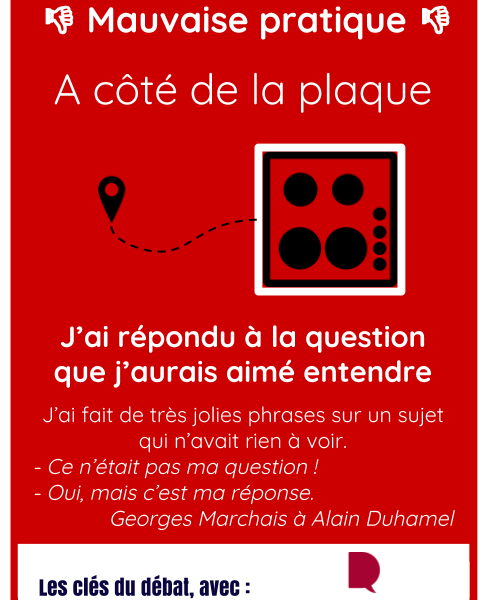 Mauvaise pratique
A côté de la plaque
J'ai répondu à la question
que j'aurais aimé entendre
J'ai fait de très jolies phrases sur un sujet
qui n'avait rien à voir.
- Ce n'était pas ma question !
- Oui, mais c'est ma réponse.
Georges Marchais à Alain Duhamel
Les clés du débat, avec :